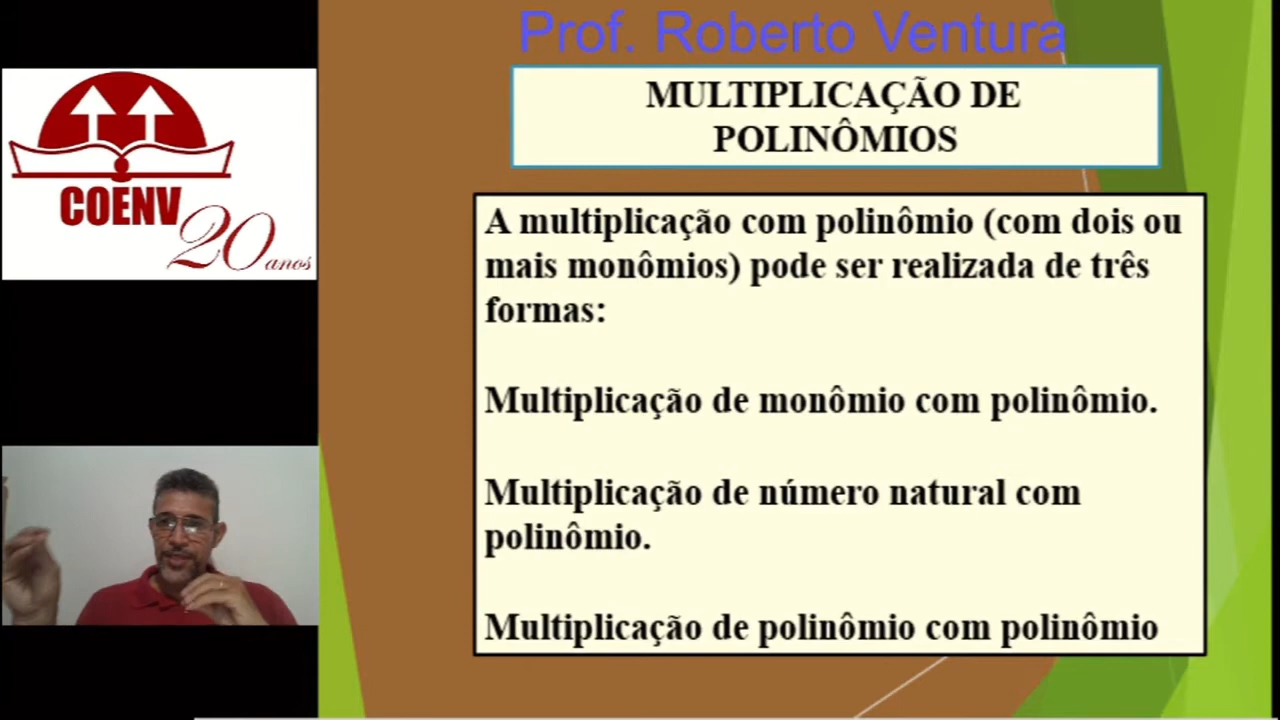 Prof. Roberto Ventura
MULTIPLICAÇÃO DE
POLINÔMIOS
COENV
20 anos
A multiplicação com polinômio (com dois ou
mais monômios) pode ser realizada de três
formas:
Multiplicação de monômio com polinômio.
Multiplicação de número natural com
polinômio.
Multiplicação de polinômio com polinômio